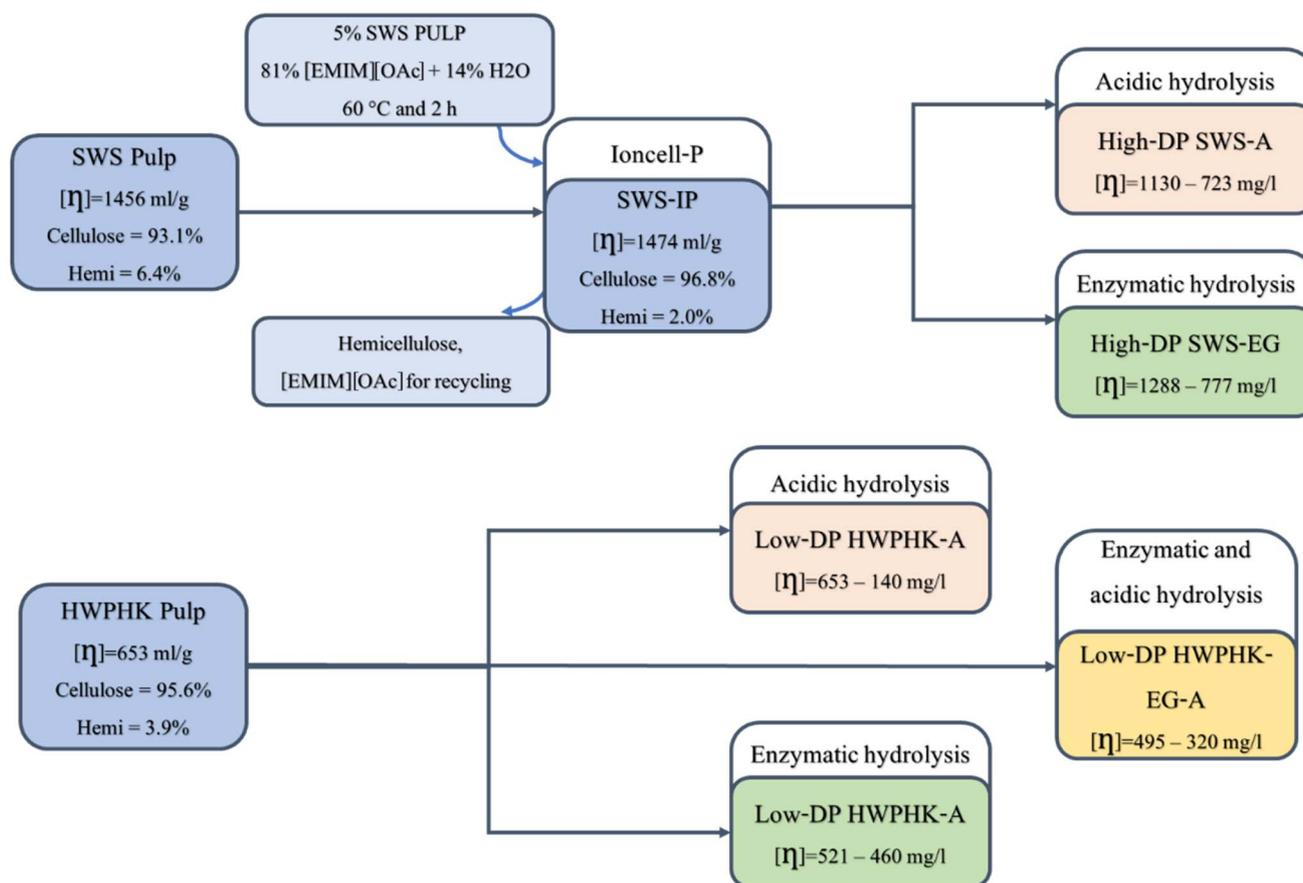 5% SWS PULP
81% [EMIM][OAc] + 14% H2O
60 °C and 2 h
SWS Pulp
[η]=1456 ml/g
Cellulose = 93.1%
Hemi = 6.4%
Ioncell-P
SWS-IP
[η]=1474 ml/g
Cellulose = 96.8%
Hemi = 2.0%
Hemicellulose,
[EMIM][OAc] for recycling
Acidic hydrolysis
High-DP SWS-A
[η]=1130 – 723 mg/l
Enzymatic hydrolysis
High-DP SWS-EG
[η]=1288 – 777 mg/l
HWPHK Pulp
[η]=653 ml/g
Cellulose = 95.6%
Hemi = 3.9%
Acidic hydrolysis
Low-DP HWPHK-A
[η]=653 – 140 mg/l
Enzymatic and
acidic hydrolysis
Low-DP HWPHK-
EG-A
[η]=495 – 320 mg/l
Enzymatic hydrolysis
Low-DP HWPHK-A
[η]=521 – 460 mg/l